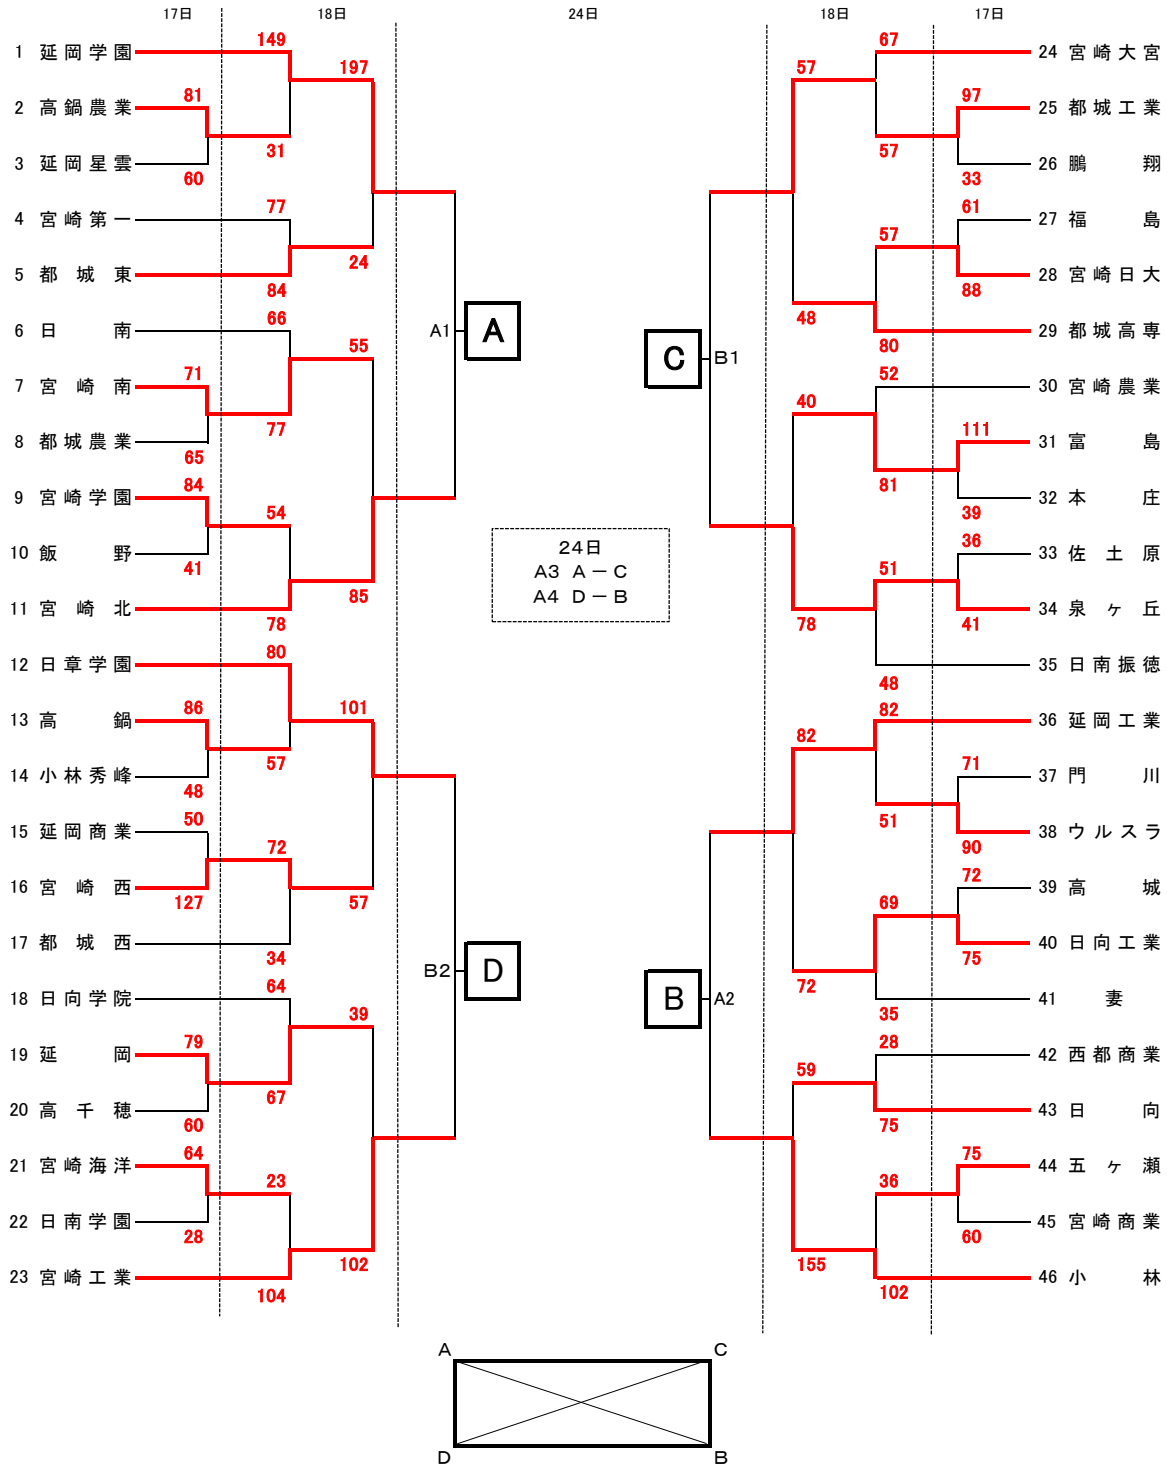 17日 18日 24日 18日 17日
1 延岡学園
149
197
2 高鍋農業
81
31
3 延岡星雲
60
4 宮崎第一
77
24
5 都城東
84
6 日南
66
55
7 宮崎南
71
77
8 都城農業
65
9 宮崎学園
84
54
10 飯野
41
85
11 宮崎北
78
12 日章学園
80
101
13 高鍋
86
57
14 小林秀峰
48
15 延岡商業
50
72
16 宮崎西
127
57
17 都城西
34
18 日向学院
64
39
19 延岡
79
67
20 高千穂
60
21 宮崎海洋
64
23
22 日南学園
28
102
23 宮崎工業
104
A1 A
B2 D
24日
A3 A－C
A4 D－B
C B1
B A2
67
24 宮崎大宮
57
97
25 都城工業
57
26 鵬翔
33
61
27 福島
57
28 宮崎日大
88
48
29 都城高専
80
52
30 宮崎農業
40
111
31 富島
81
32 本庄
39
36
33 佐土原
51
34 泉ヶ丘
41
78
35 日南振徳
48
82
36 延岡工業
82
71
37 門川
51
38 ウルスラ
90
72
39 高城
69
40 日向工業
75
72
41 妻
35
28
42 西都商業
59
43 日向
75
75
44 五ヶ瀬
36
45 宮崎商業
60
155
46 小林
102
A C
D B